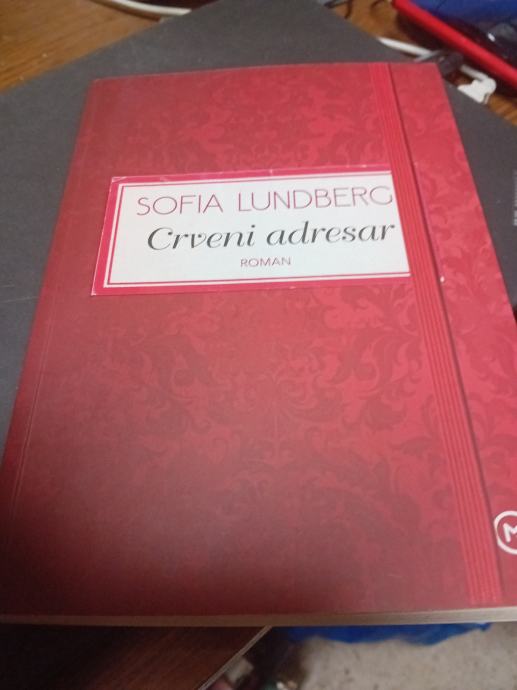 SOFIA LUNDBERG
Crveni adresar
ROMAN
M